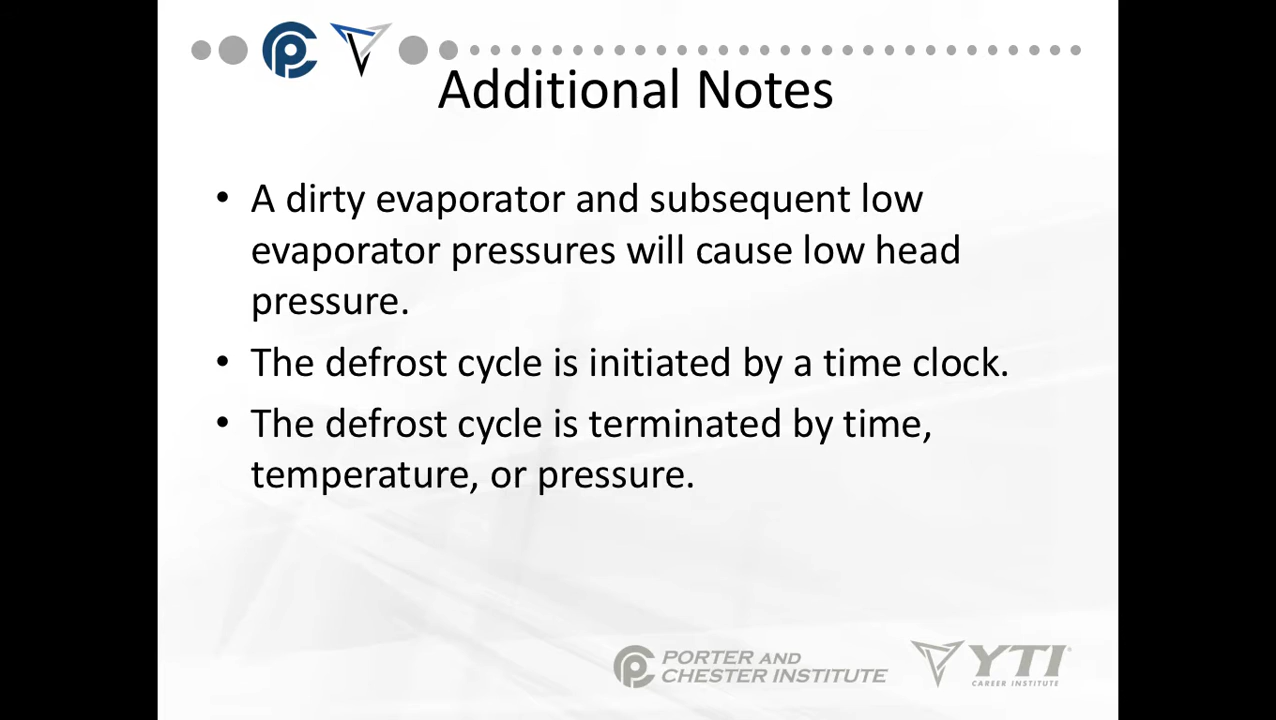 Additional Notes
• A dirty evaporator and subsequent low
evaporator pressures will cause low head
pressure.
• The defrost cycle is initiated by a time clock.
• The defrost cycle is terminated by time,
temperature, or pressure.
PORTER AND
CHESTER INSTITUTE
YTI
CAREER INSTITUTE